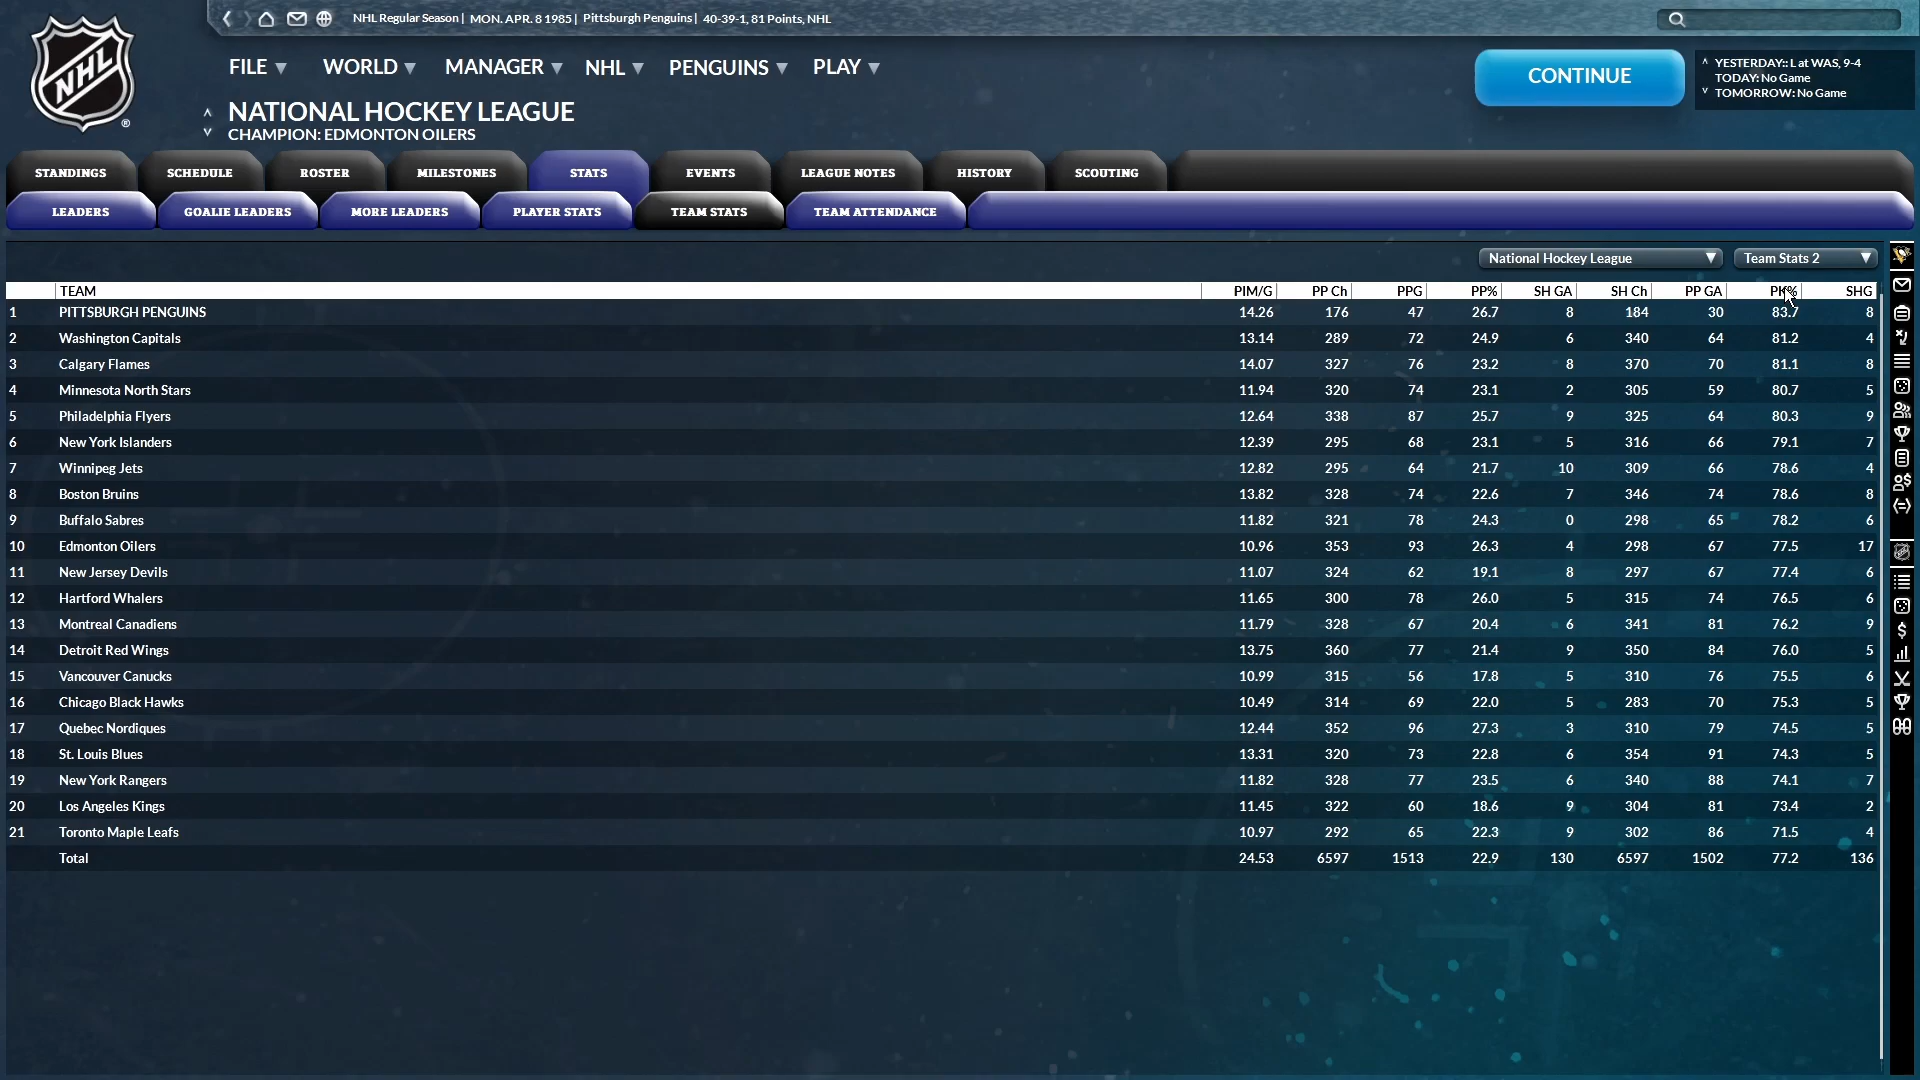 NHL Regular Season | MON. APR. 8 1985 | Pittsburgh Penguins | 40-39-1, 81 Points, NHL
NHL
FILE ▼ WORLD ▼ MANAGER ▼ NHL ▼ PENGUINS ▼ PLAY ▼
CONTINUE
YESTERDAY:: L at WAS, 9-4
TODAY: No Game
TOMORROW: No Game
NATIONAL HOCKEY LEAGUE
CHAMPION: EDMONTON OILERS
STANDINGS SCHEDULE ROSTER MILESTONES STATS EVENTS LEAGUE NOTES HISTORY SCOUTING
LEADERS GOALIE LEADERS MORE LEADERS PLAYER STATS TEAM STATS TEAM ATTENDANCE
National Hockey League ▼ Team Stats 2 ▼
TEAM PIM/G PP Ch PPG PP% SH GA SH Ch PP GA PK% SHG
1 PITTSBURGH PENGUINS 14.26 176 47 26.7 8 184 30 83.7 8
2 Washington Capitals 13.14 289 72 24.9 6 340 64 81.2 4
3 Calgary Flames 14.07 327 76 23.2 8 370 70 81.1 8
4 Minnesota North Stars 11.94 320 74 23.1 2 305 59 80.7 5
5 Philadelphia Flyers 12.64 338 87 25.7 9 325 64 80.3 9
6 New York Islanders 12.39 295 68 23.1 5 316 66 79.1 7
7 Winnipeg Jets 12.82 295 64 21.7 10 309 66 78.6 4
8 Boston Bruins 13.82 328 74 22.6 7 346 74 78.6 8
9 Buffalo Sabres 11.82 321 78 24.3 0 298 65 78.2 6
10 Edmonton Oilers 10.96 353 93 26.3 4 298 67 77.5 17
11 New Jersey Devils 11.07 324 62 19.1 8 297 67 77.4 6
12 Hartford Whalers 11.65 300 78 26.0 5 315 74 76.5 6
13 Montreal Canadiens 11.79 328 67 20.4 6 341 81 76.2 9
14 Detroit Red Wings 13.75 360 77 21.4 9 350 84 76.0 5
15 Vancouver Canucks 10.99 315 56 17.8 5 310 76 75.5 6
16 Chicago Black Hawks 10.49 314 69 22.0 5 283 70 75.3 5
17 Quebec Nordiques 12.44 352 96 27.3 3 310 79 74.5 5
18 St. Louis Blues 13.31 320 73 22.8 6 354 91 74.3 5
19 New York Rangers 11.82 328 77 23.5 6 340 88 74.1 7
20 Los Angeles Kings 11.45 322 60 18.6 9 304 81 73.4 2
21 Toronto Maple Leafs 10.97 292 65 22.3 9 302 86 71.5 4
Total 24.53 6597 1513 22.9 130 6597 1502 77.2 136